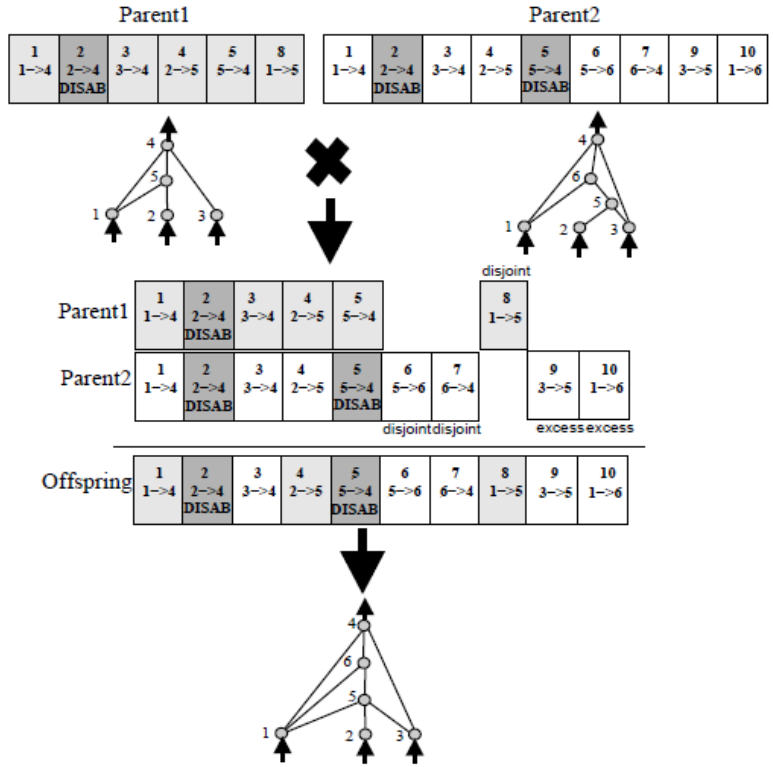 Parent1 Parent2
1 2 3 4 5 8 1 2 3 4 5 6 7 9 10
1−>4 2−>4 3−>4 2−>5 5−>4 1−>5 1−>4 2−>4 3−>4 2−>5 5−>4 5−>6 6−>4 3−>5 1−>6
DISAB DISAB DISAB
4 4
5 6
5
1 2 3 1 2 3
disjoint
Parent1 1 2 3 4 5 8
1−>4 2−>4 3−>4 2−>5 5−>4 1−>5
DISAB
Parent2 1 2 3 4 5 6 7 9 10
1−>4 2−>4 3−>4 2−>5 5−>4 5−>6 6−>4 3−>5 1−>6
DISAB DISAB
disjoint disjoint excess excess
Offspring 1 2 3 4 5 6 7 8 9 10
1−>4 2−>4 3−>4 2−>5 5−>4 5−>6 6−>4 1−>5 3−>5 1−>6
DISAB DISAB
4
6
5
1 2 3